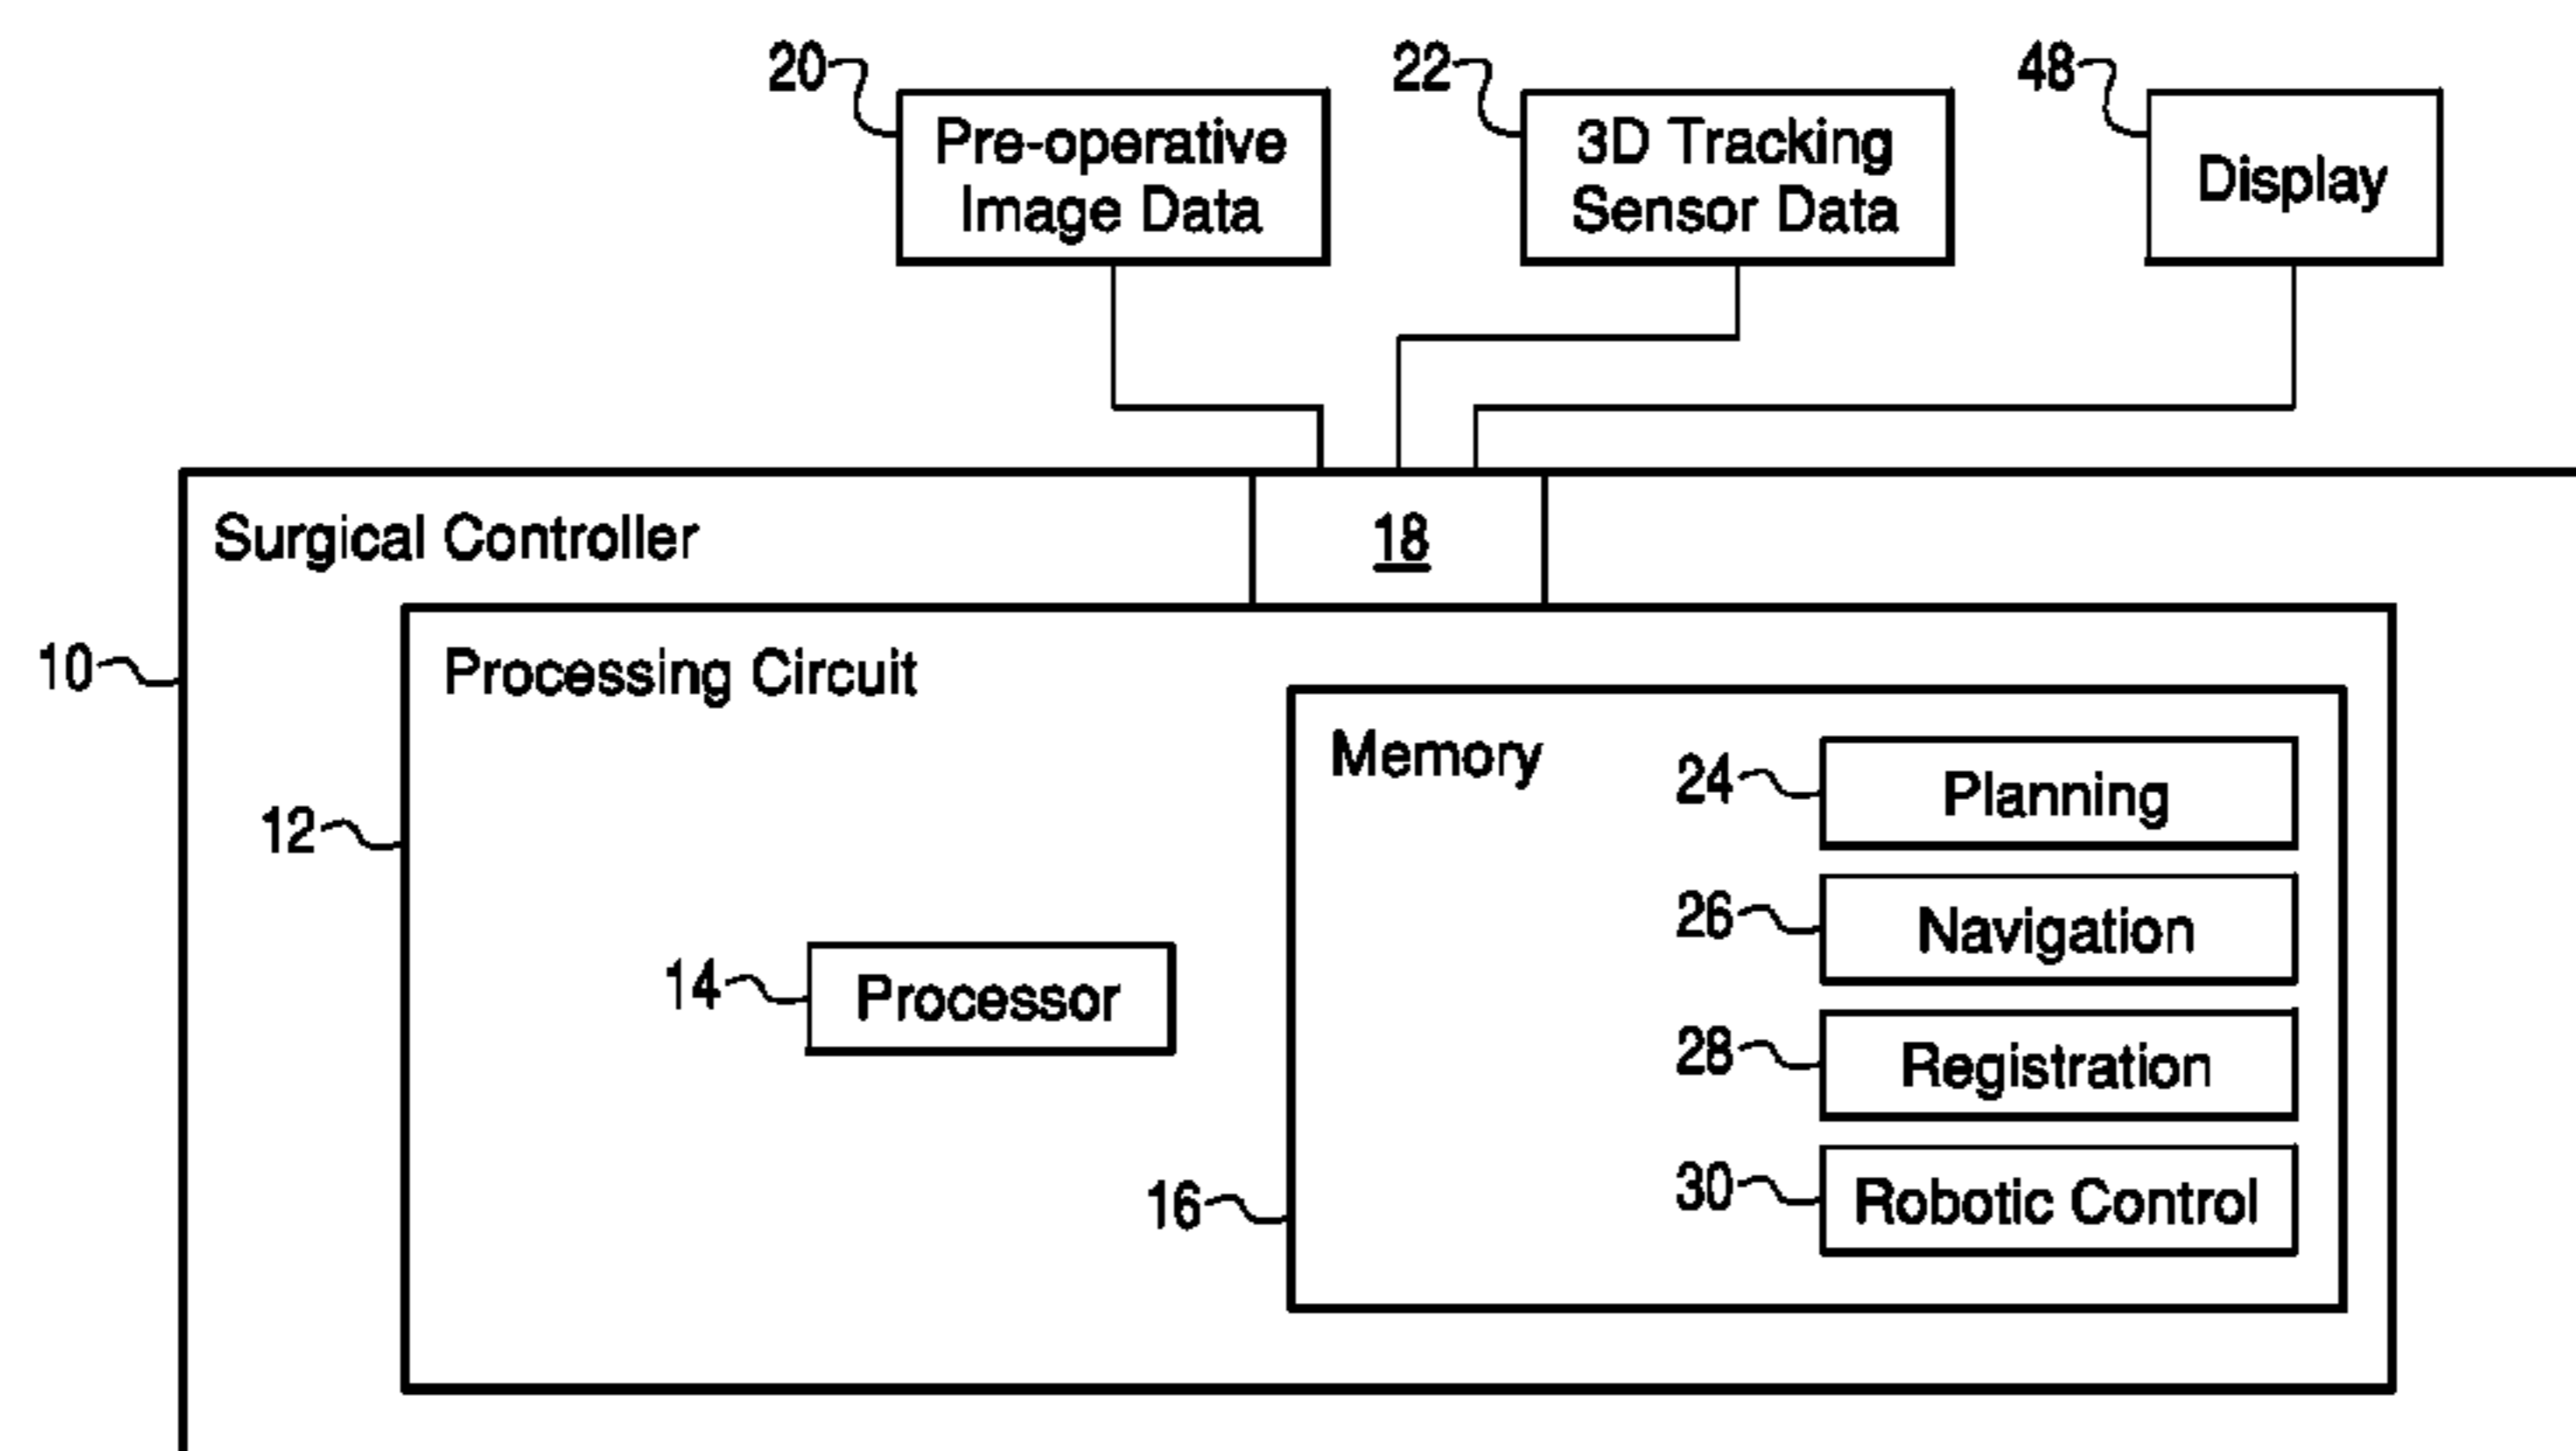 20
Pre-operative
Image Data
22
3D Tracking
Sensor Data
48
Display
Surgical Controller
18
10
Processing Circuit
12
Memory
24
Planning
26
Navigation
14
Processor
28
Registration
16
30
Robotic Control